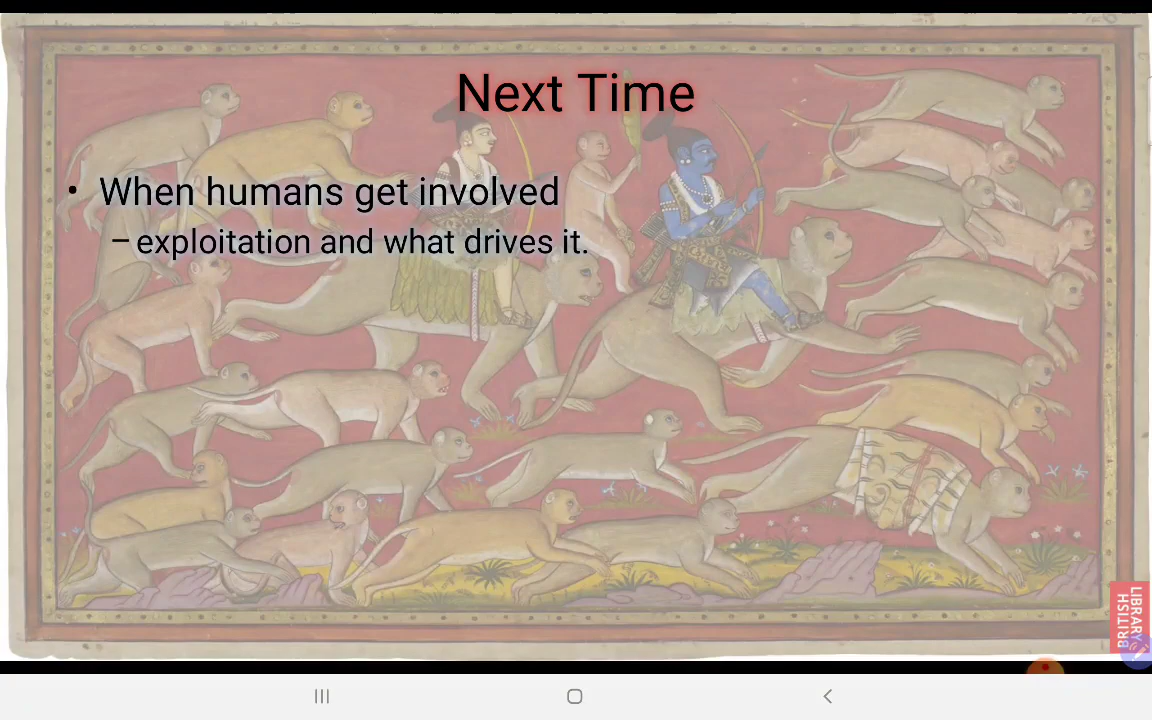 Next Time
• When humans get involved
– exploitation and what drives it.
BRITISH
LIBRARY